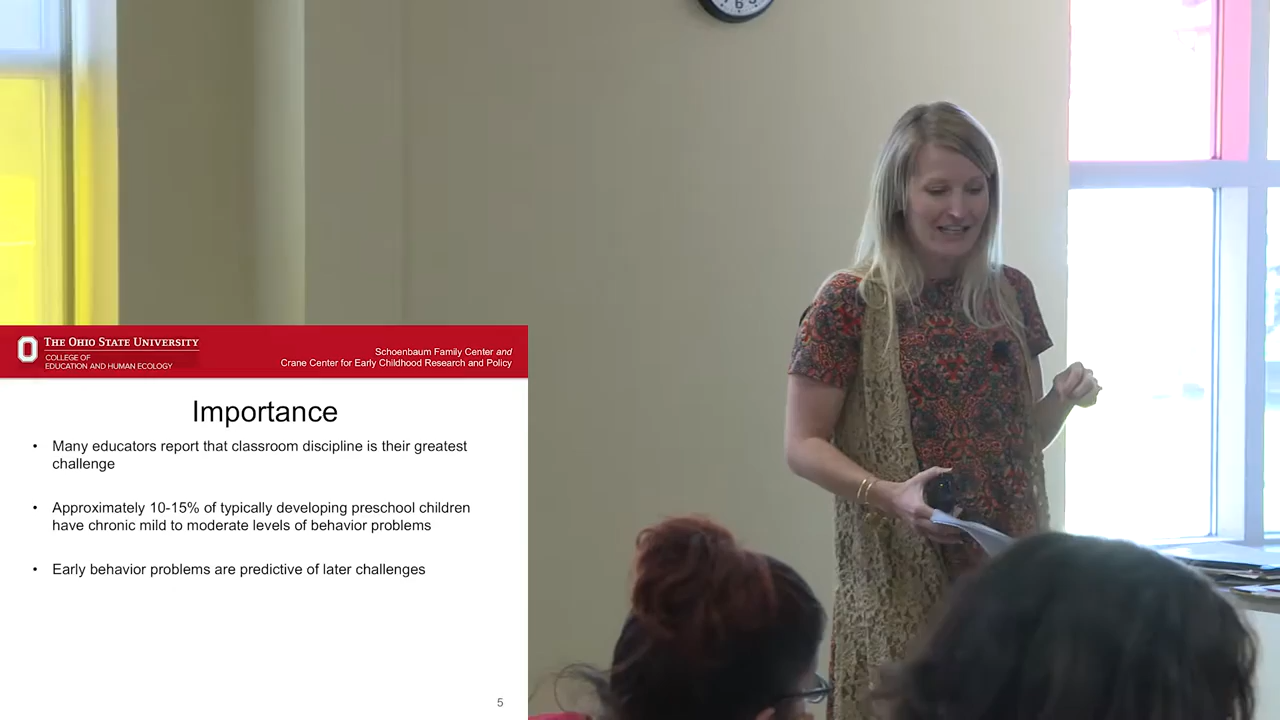 6
THE OHIO STATE UNIVERSITY
COLLEGE OF
EDUCATION AND HUMAN ECOLOGY
Schoenbaum Family Center and
Crane Center for Early Childhood Research and Policy
Importance
• Many educators report that classroom discipline is their greatest
challenge
• Approximately 10-15% of typically developing preschool children
have chronic mild to moderate levels of behavior problems
• Early behavior problems are predictive of later challenges
5